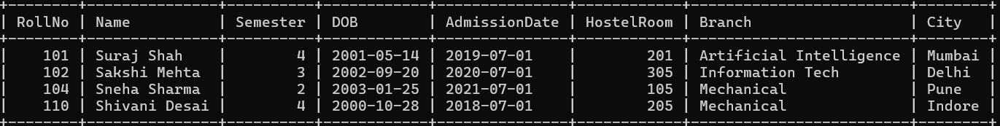 +--------+---------------+----------+------------+---------------+------------+-------------------------+--------+
| RollNo | Name          | Semester | DOB        | AdmissionDate | HostelRoom | Branch                  | City   |
+--------+---------------+----------+------------+---------------+------------+-------------------------+--------+
|    101 | Suraj Shah    |        4 | 2001-05-14 | 2019-07-01    |        201 | Artificial Intelligence | Mumbai |
|    102 | Sakshi Mehta  |        3 | 2002-09-20 | 2020-07-01    |        305 | Information Tech        | Delhi  |
|    104 | Sneha Sharma  |        2 | 2003-01-25 | 2021-07-01    |        105 | Mechanical              | Pune   |
|    110 | Shivani Desai |        4 | 2000-10-28 | 2018-07-01    |        205 | Mechanical              | Indore |
+--------+---------------+----------+------------+---------------+------------+-------------------------+--------+